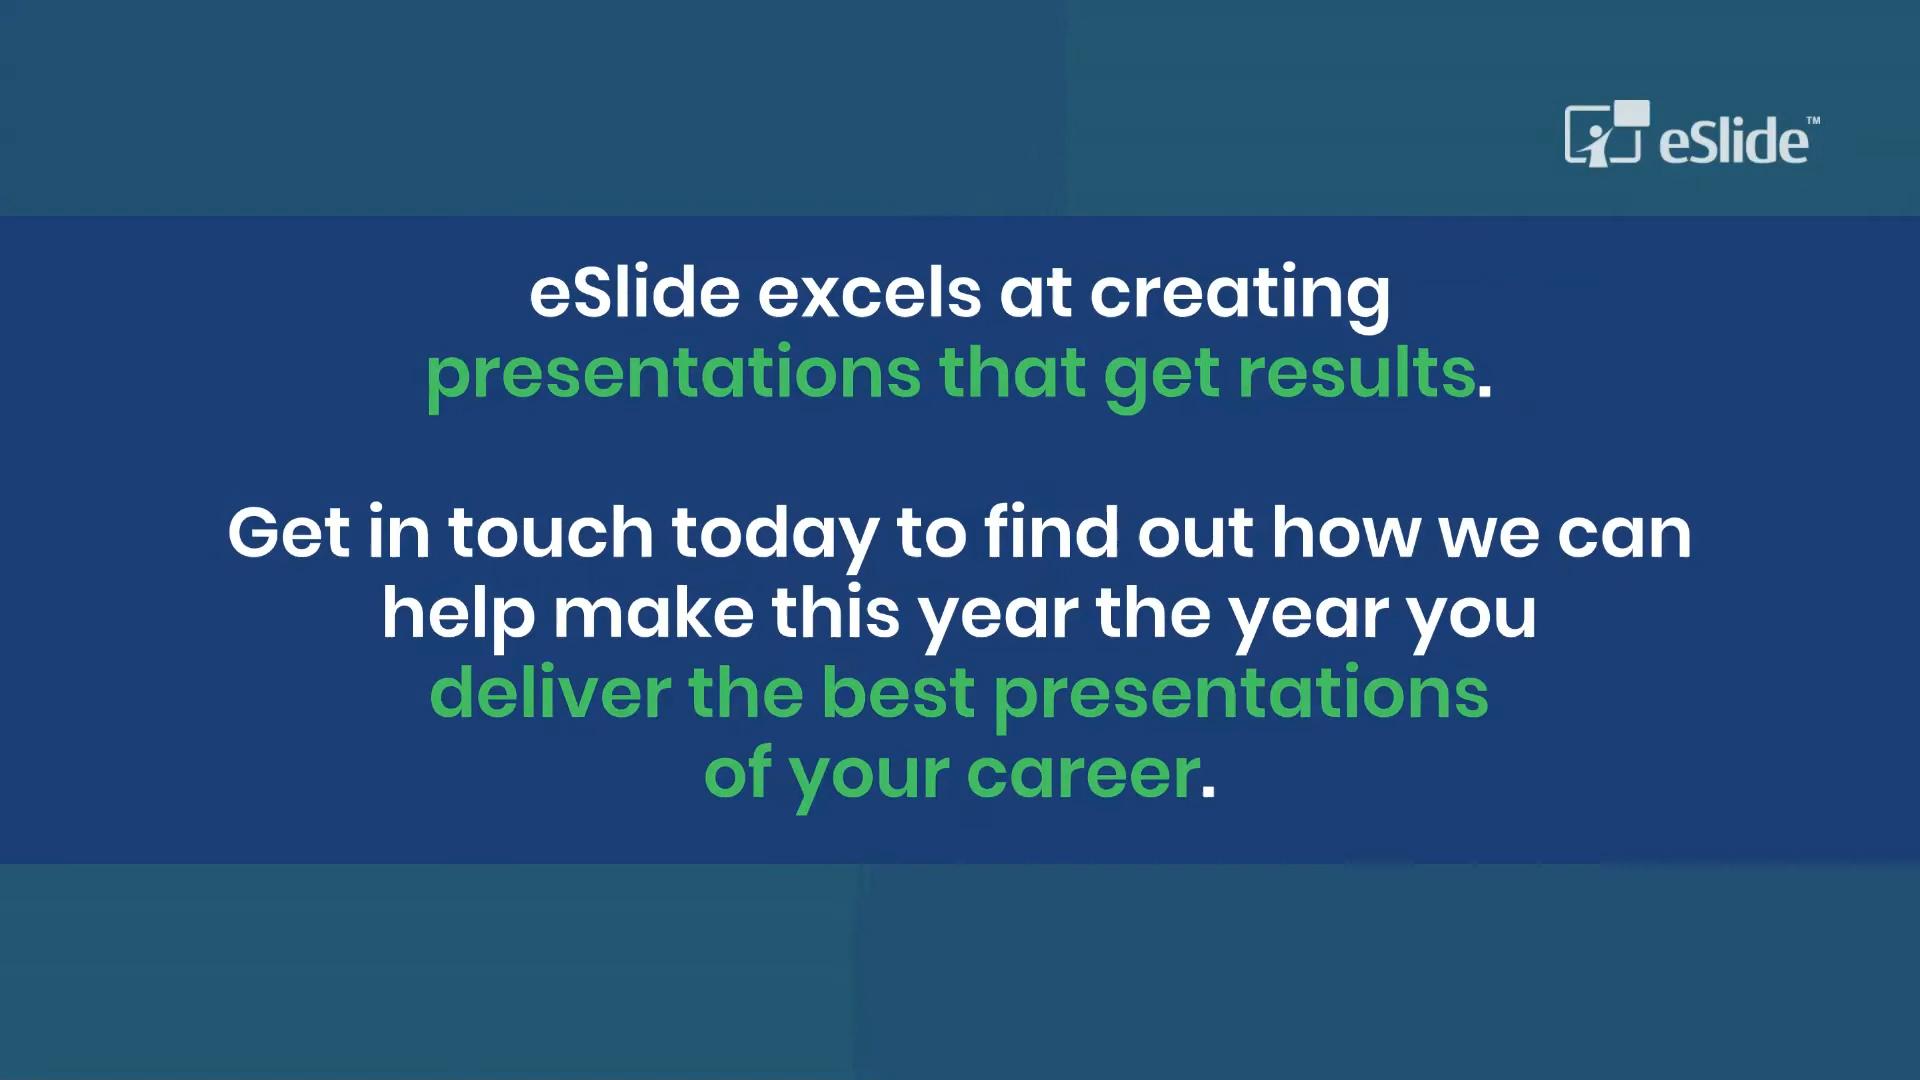 eSlide™
eSlide excels at creating
presentations that get results.
Get in touch today to find out how we can
help make this year the year you
deliver the best presentations
of your career.